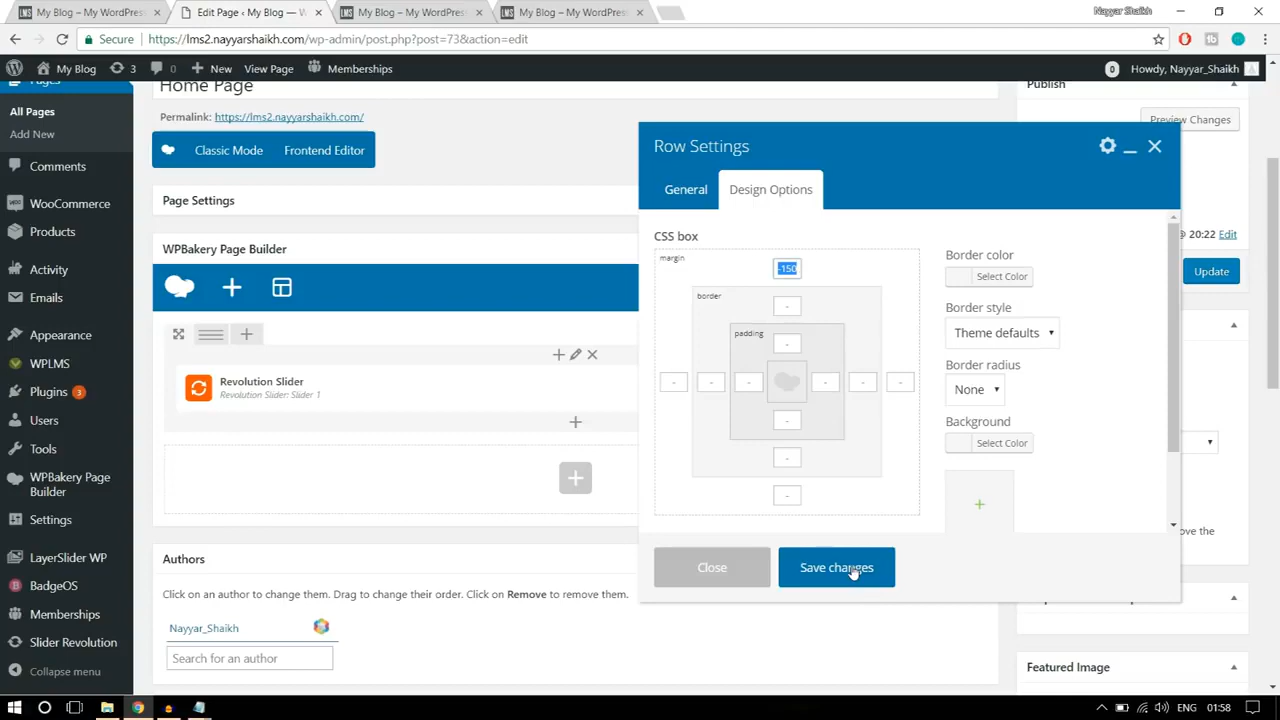 My Blog – My WordPress
Edit Page ‹ My Blog —
My Blog – My WordPress
My Blog – My WordPress
Nayyar Shaikh
Secure
https://lms2.nayyarshaikh.com/wp-admin/post.php?post=73&action=edit
My Blog
3
New
View Page
Memberships
0
Howdy, Nayyar_Shaikh
Pages
All Pages
Add New
Comments
WooCommerce
Products
Activity
Emails
Appearance
WPLMS
Plugins 3
Users
Tools
WPBakery Page
Builder
Settings
LayerSlider WP
BadgeOS
Memberships
Slider Revolution
Collapse menu
Home Page
Permalink: https://lms2.nayyarshaikh.com/
Classic Mode
Frontend Editor
Page Settings
WPBakery Page Builder
Revolution Slider
Revolution Slider: Slider 1
Authors
Click on an author to change them. Drag to change their order. Click on Remove to remove them.
Nayyar_Shaikh
Search for an author
Row Settings
General
Design Options
CSS box
margin
-150
border
padding
Border color
Select Color
Border style
Theme defaults
Border radius
None
Background
Select Color
Close
Save changes
Publish
Preview Changes
@ 20:22 Edit
Update
ove the
Featured Image
ENG
01:58